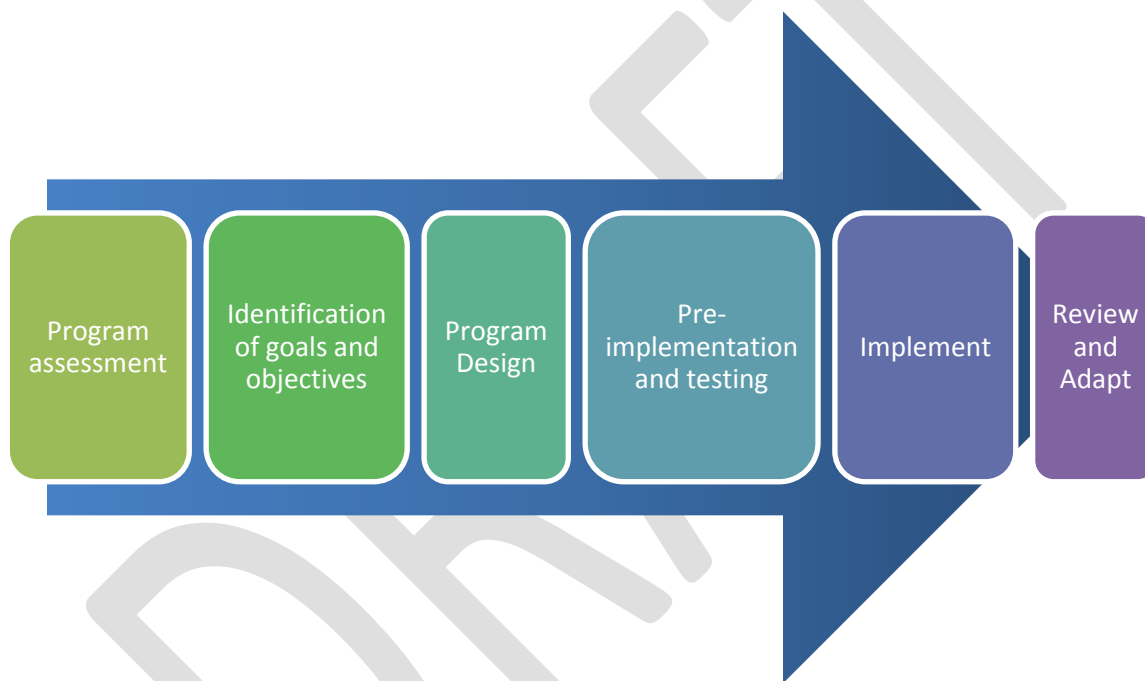 Program
assessment
Identification
of goals and
objectives
Program
Design
Pre-
implementation
and testing
Implement
Review
and
Adapt
DRAFT